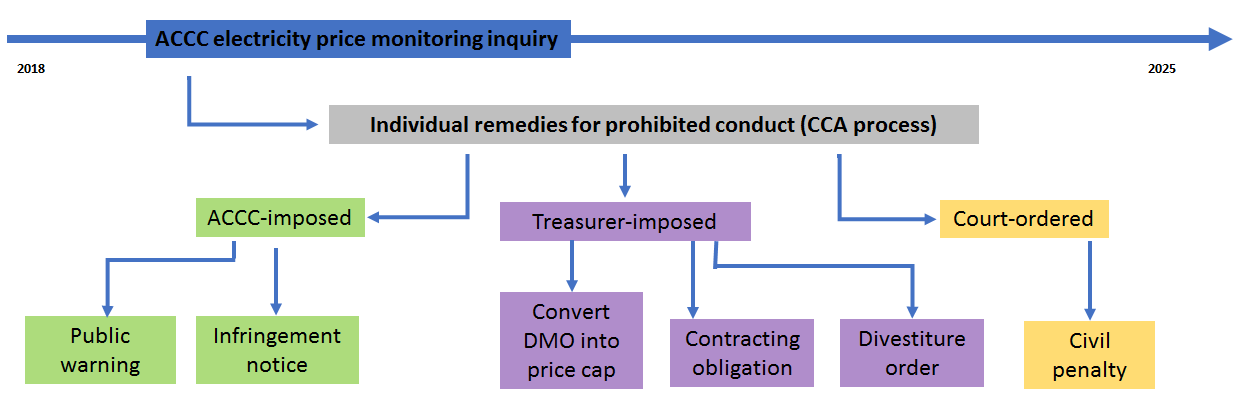 ACCC electricity price monitoring inquiry
2018
2025
Individual remedies for prohibited conduct (CCA process)
ACCC-imposed
Treasurer-imposed
Court-ordered
Public
warning
Infringement
notice
Convert
DMO into
price cap
Contracting
obligation
Divestiture
order
Civil
penalty